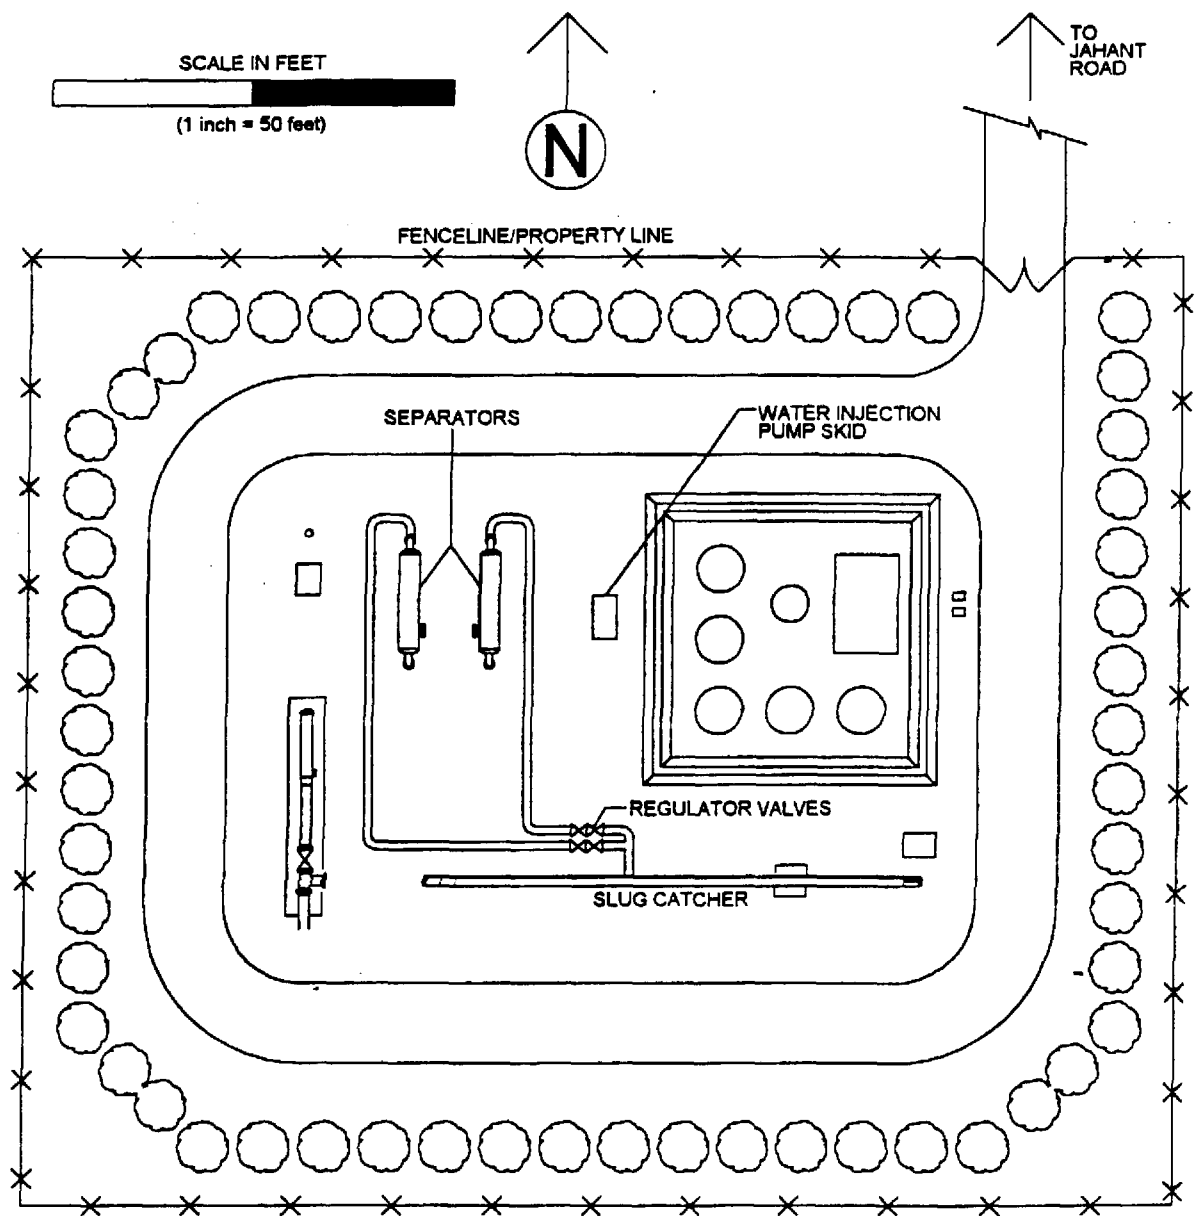 SCALE IN FEET
(1 inch = 50 feet)
N
TO
JAHANT
ROAD
FENCELINE/PROPERTY LINE
SEPARATORS
WATER INJECTION
PUMP SKID
REGULATOR VALVES
SLUG CATCHER